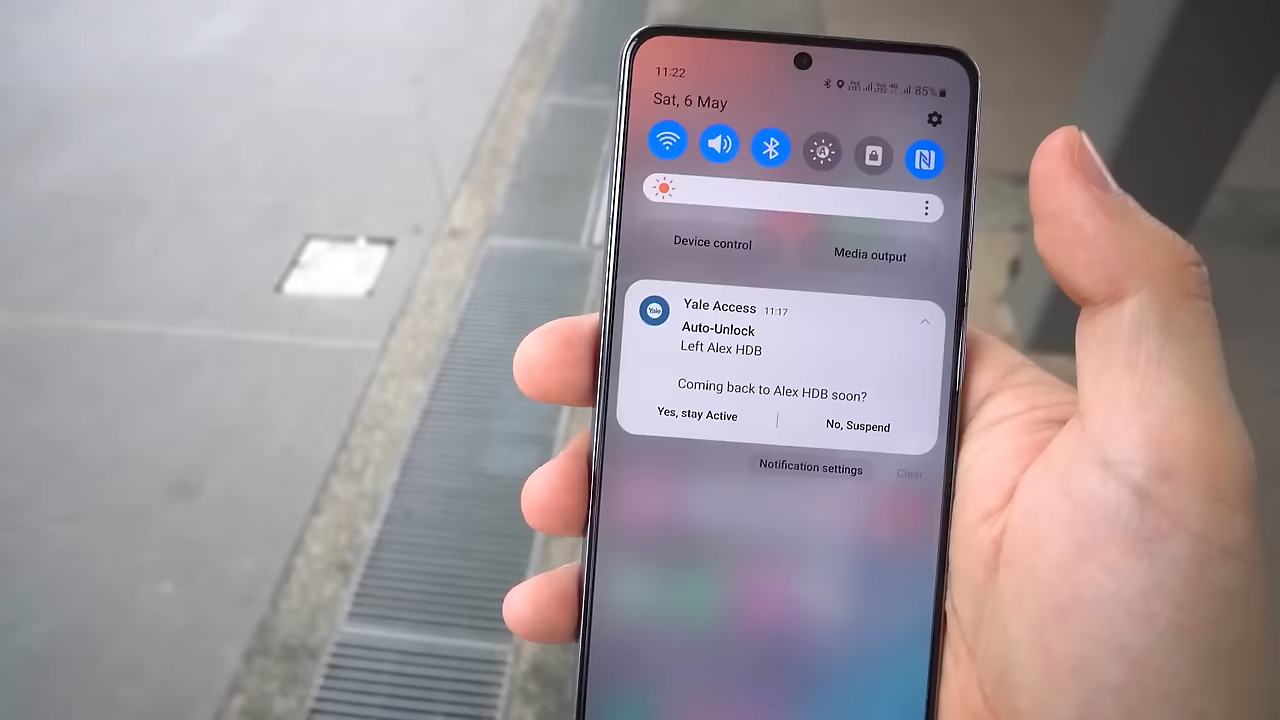 11:22
85%
Sat, 6 May
A
Device control
Media output
Yale
Yale Access 11:17
Auto-Unlock
Left Alex HDB
Coming back to Alex HDB soon?
Yes, stay Active
No, Suspend
Notification settings
Clear